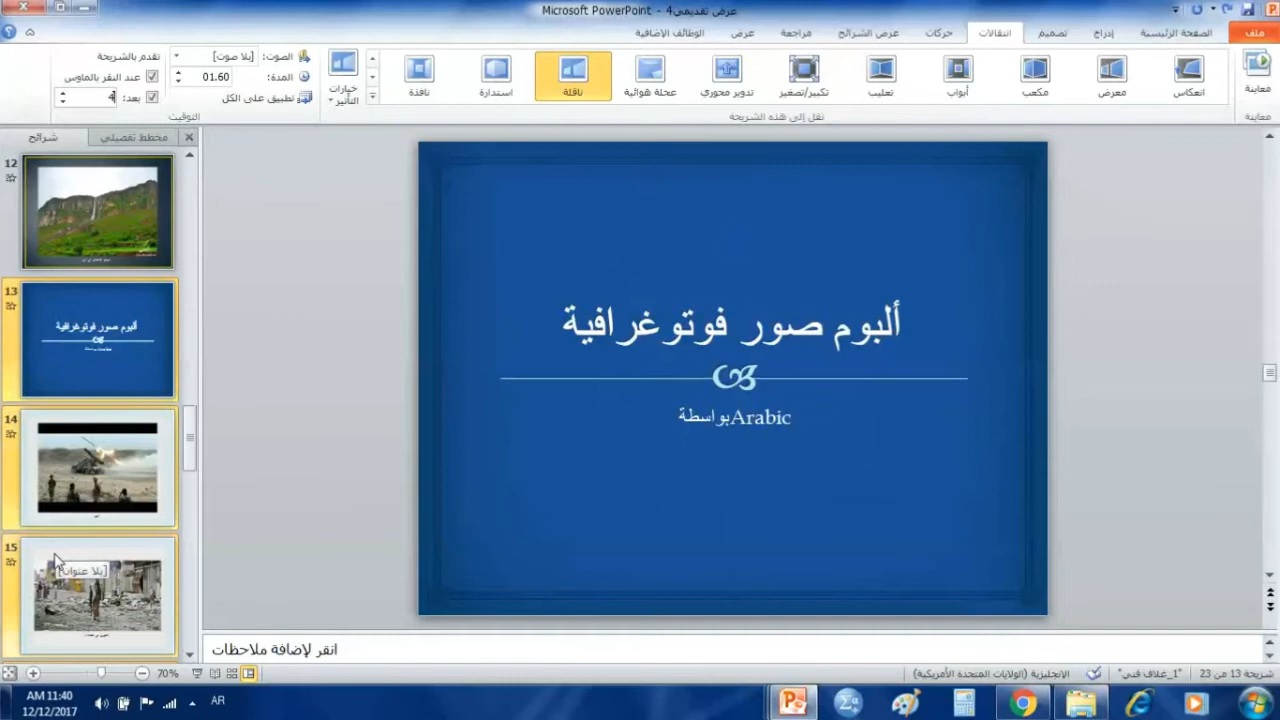 عرض تقديمي4 - Microsoft PowerPoint
ملف
الصفحة الرئيسية
إدراج
تصميم
انتقالات
حركات
عرض الشرائح
مراجعة
عرض
الوظائف الإضافية
معاينة
انعكاس
معرض
مكعب
أبواب
تعليب
تكبير/تصغير
تدوير محوري
عجلة هوائية
ناقلة
استدارة
نافذة
خيارات التأثير
الصوت: [بلا صوت]
المدة: 01.60
تطبيق على الكل
تقدم بالشريحة
عند النقر بالماوس
بعد: 4
معاينة
نقل إلى هذه الشريحة
التوقيت
مخطط تفصيلي
شرائح
12
13
ألبوم صور فوتوغرافية
14
15
[بلا عنوان]
ألبوم صور فوتوغرافية
بواسطةArabic
انقر لإضافة ملاحظات
شريحة 13 من 23
"1_غلاف فني"
الإنجليزية (الولايات المتحدة الأمريكية)
70%
AR
AM 11:40
12/12/2017